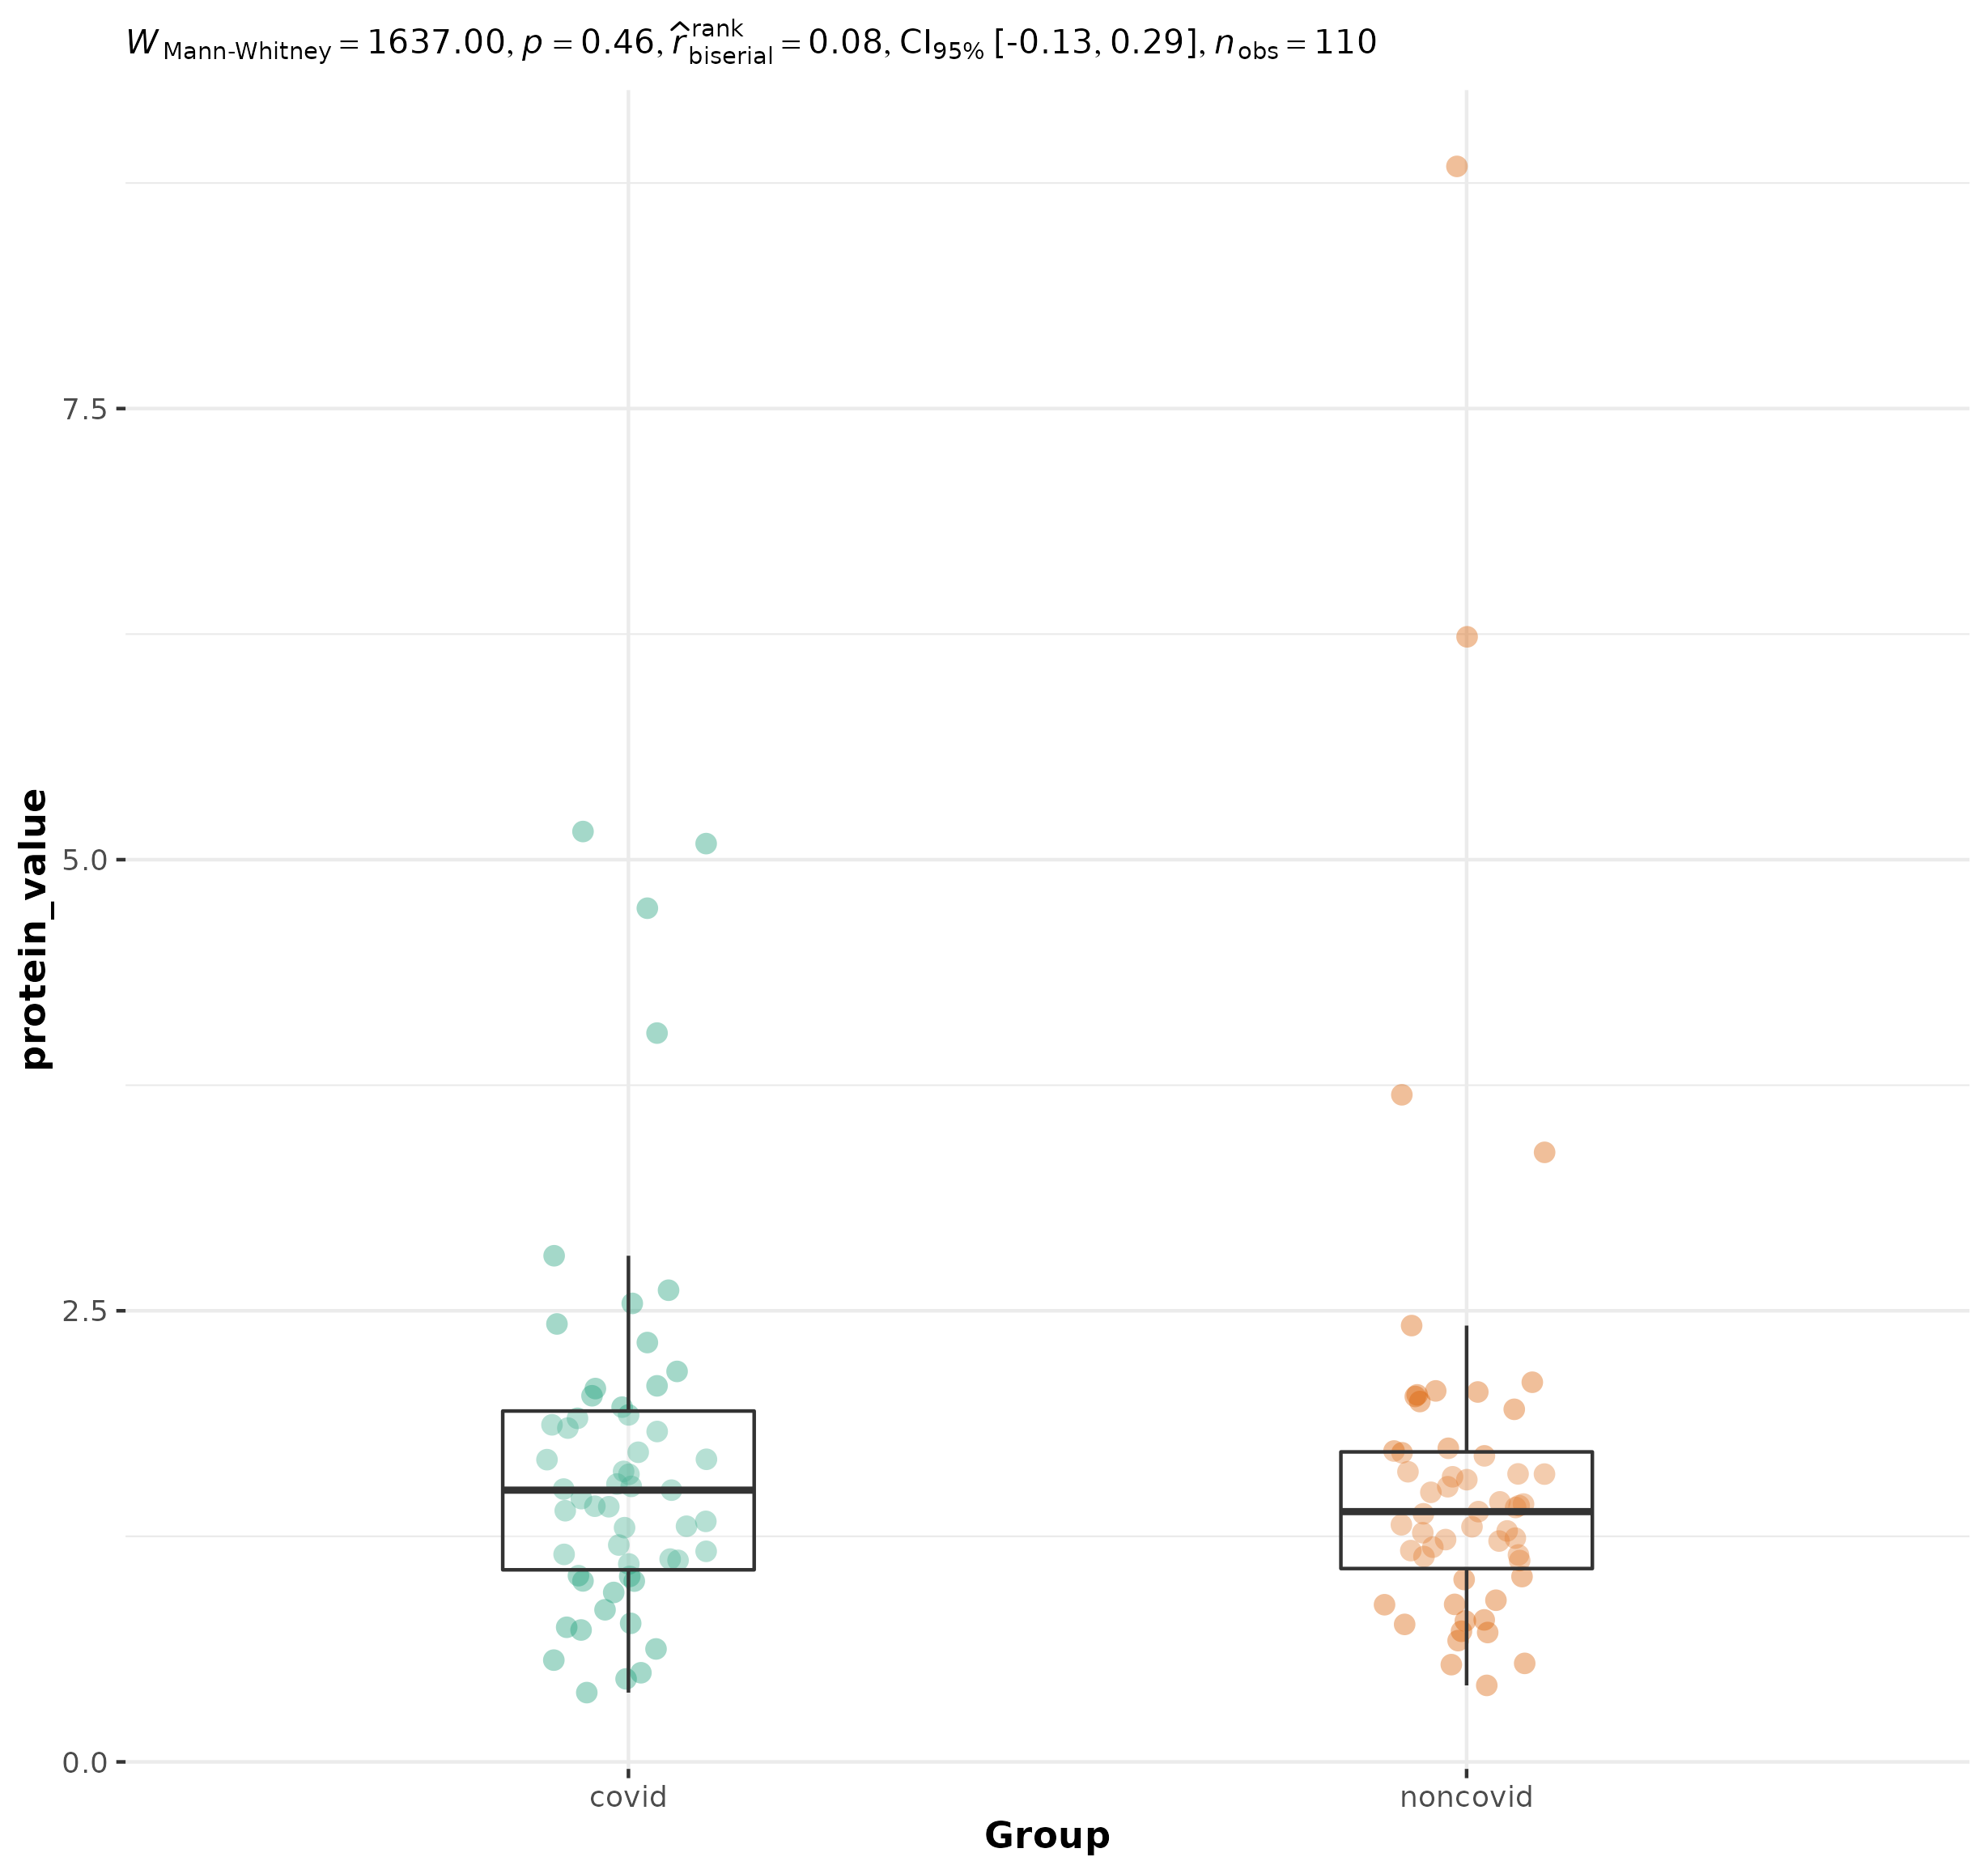 W Mann-Whitney = 1637.00, p = 0.46, r̂ rank biserial = 0.08, CI95% [-0.13, 0.29], n obs = 110
7.5
5.0
2.5
0.0
protein_value
covid noncovid
Group